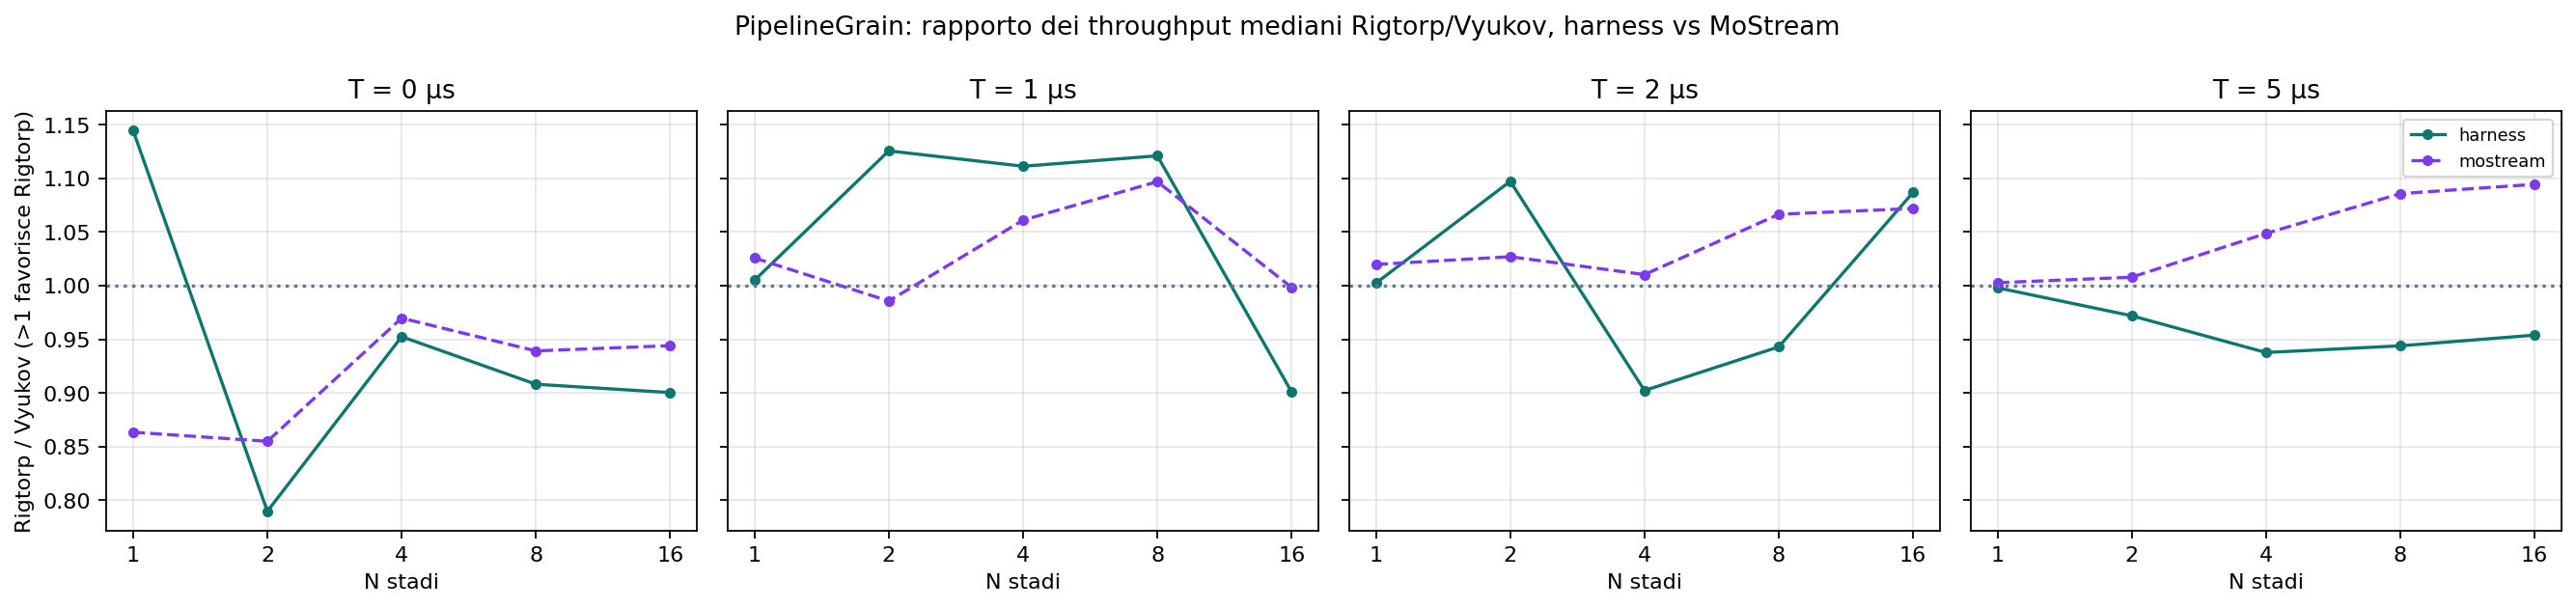 PipelineGrain: rapporto dei throughput mediani Rigtorp/Vyukov, harness vs MoStream
T = 0 µs
T = 1 µs
T = 2 µs
T = 5 µs
Rigtorp / Vyukov (>1 favorisce Rigtorp)
1.15
1.10
1.05
1.00
0.95
0.90
0.85
0.80
harness
mostream
1 2 4 8 16
1 2 4 8 16
1 2 4 8 16
1 2 4 8 16
N stadi
N stadi
N stadi
N stadi